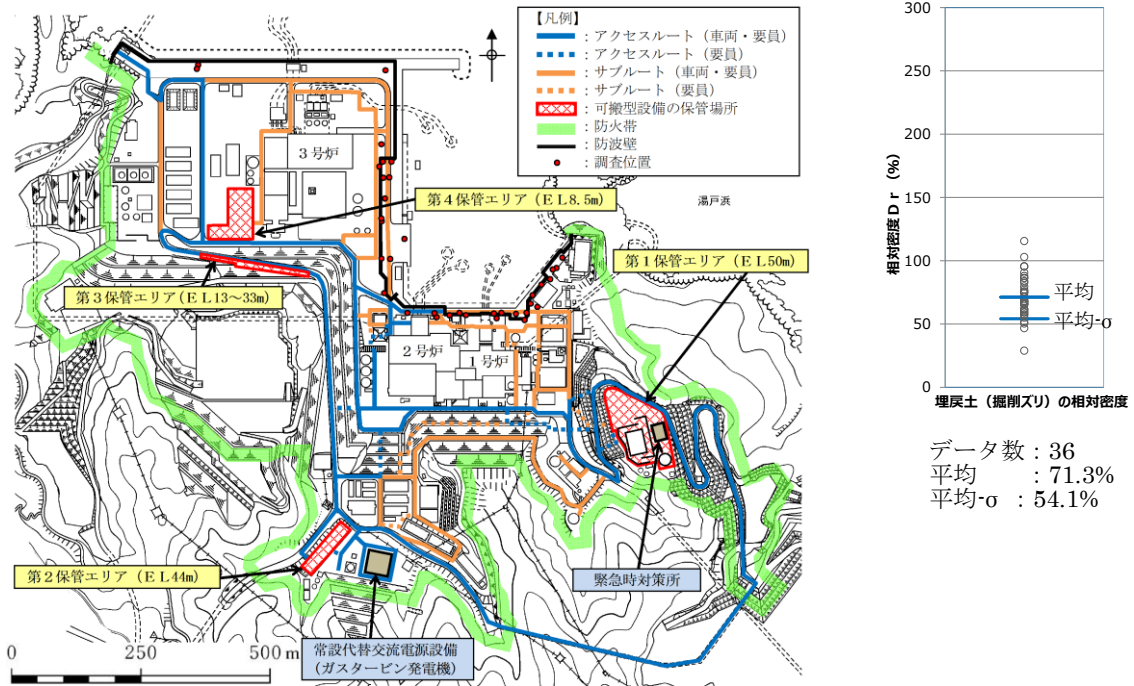 【凡例】
：アクセスルート（車両・要員）
：アクセスルート（要員）
：サブルート（車両・要員）
：サブルート（要員）
：可搬型設備の保管場所
：防火帯
：防波壁
：調査位置
3号炉
第4保管エリア（EL8.5m）
湯戸浜
第1保管エリア（EL50m）
第3保管エリア（EL13～33m）
2号炉
1号炉
第2保管エリア（EL44m）
緊急時対策所
常設代替交流電源設備
（ガスタービン発電機）
0 250 500 m
300
250
200
150
100
50
0
相対密度Dr（%）
平均
平均-σ
埋戻土（掘削ズリ）の相対密度
データ数：36
平均　　：71.3%
平均-σ ：54.1%